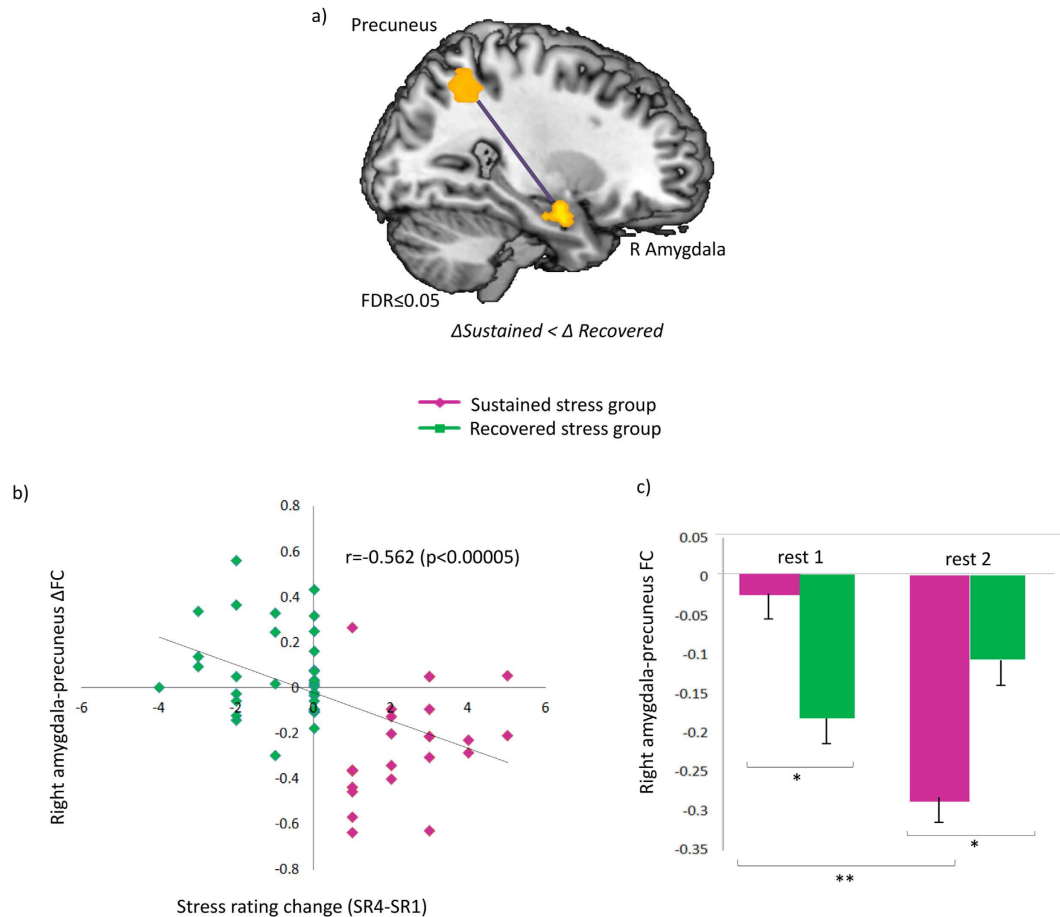 a)
Precuneus
R Amygdala
FDR≤0.05
ΔSustained < Δ Recovered
Sustained stress group
Recovered stress group
b)
Right amygdala-precuneus ΔFC
0.8
0.6
0.4
0.2
0
-0.2
-0.4
-0.6
-0.8
-6
-4
-2
0
2
4
6
r=-0.562 (p<0.00005)
Stress rating change (SR4-SR1)
c)
Right amygdala-precuneus FC
0.05
0
-0.05
-0.1
-0.15
-0.2
-0.25
-0.3
-0.35
rest 1
rest 2
*
*
**